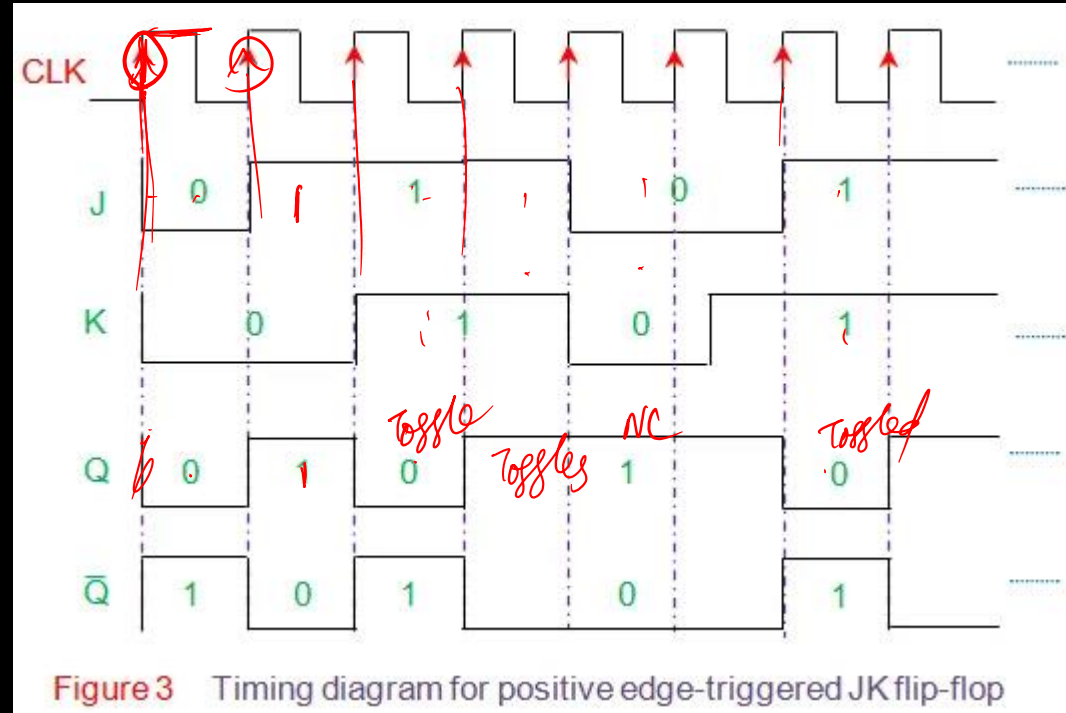 CLK
J 0 1 1 0 1
K 0 1 0 1
Toggle NC Toggled
Q 0 1 0 Toggles 1 0
Q̅ 1 0 1 0 1
Figure 3 Timing diagram for positive edge-triggered JK flip-flop